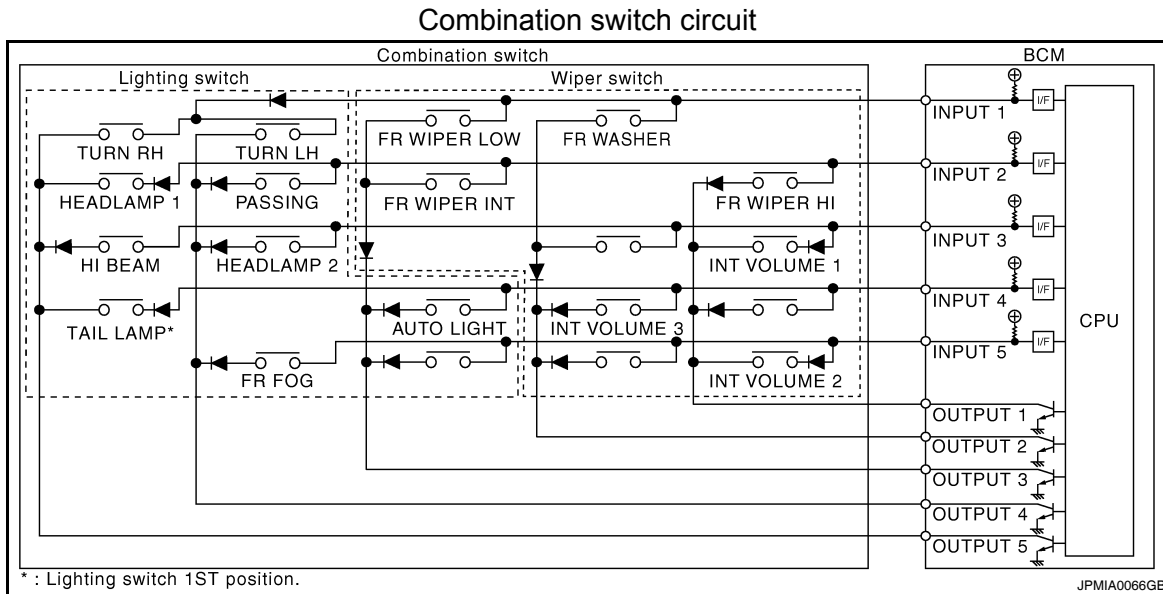 Combination switch circuit
Combination switch
BCM
Lighting switch
Wiper switch
I/F
INPUT 1
TURN RH
TURN LH
FR WIPER LOW
FR WASHER
I/F
INPUT 2
HEADLAMP 1
PASSING
FR WIPER INT
FR WIPER HI
I/F
INPUT 3
HI BEAM
HEADLAMP 2
INT VOLUME 1
I/F
INPUT 4
TAIL LAMP*
AUTO LIGHT
INT VOLUME 3
CPU
I/F
INPUT 5
FR FOG
INT VOLUME 2
OUTPUT 1
OUTPUT 2
OUTPUT 3
OUTPUT 4
OUTPUT 5
* : Lighting switch 1ST position.
JPMIA0066GB